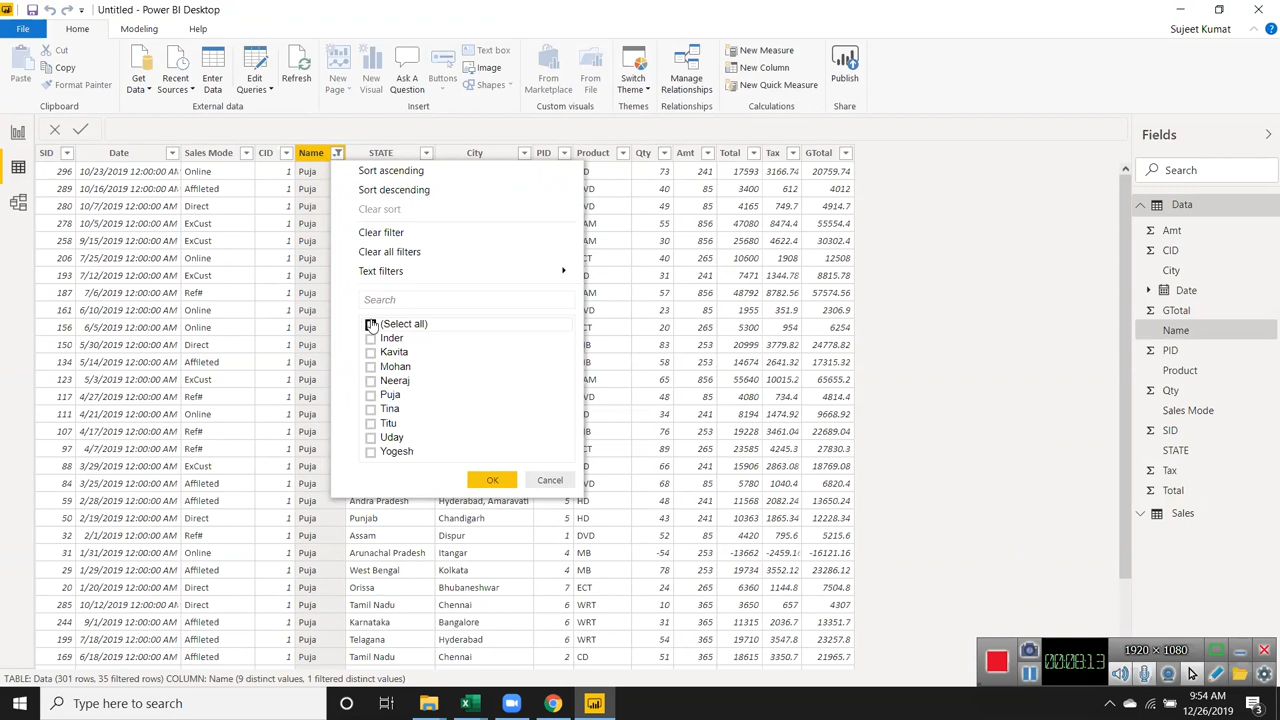 Untitled - Power BI Desktop
File Home Modeling Help Sujeet Kumat
Paste Cut Copy Format Painter
Get Data Recent Sources Enter Data Edit Queries Refresh
New Page New Visual Ask A Question Buttons Text box Image Shapes
From Marketplace From File Switch Theme Manage Relationships
New Measure New Column New Quick Measure Publish
Clipboard External data Insert Custom visuals Themes Relationships Calculations Share
SID Date Sales Mode CID Name STATE City PID Product Qty Amt Total Tax GTotal
296 10/23/2019 12:00:00 AM Online 1 Puja 73 241 17593 3166.74 20759.74
289 10/16/2019 12:00:00 AM Affileted 1 Puja 40 85 3400 612 4012
280 10/7/2019 12:00:00 AM Direct 1 Puja 49 85 4165 749.7 4914.7
278 10/5/2019 12:00:00 AM ExCust 1 Puja 55 856 47080 8474.4 55554.4
258 9/15/2019 12:00:00 AM ExCust 1 Puja 30 856 25680 4622.4 30302.4
206 7/25/2019 12:00:00 AM Online 1 Puja 40 265 10600 1908 12508
193 7/12/2019 12:00:00 AM ExCust 1 Puja 31 241 7471 1344.78 8815.78
187 7/6/2019 12:00:00 AM Ref# 1 Puja 57 856 48792 8782.56 57574.56
161 6/10/2019 12:00:00 AM Online 1 Puja 23 85 1955 351.9 2306.9
156 6/5/2019 12:00:00 AM Online 1 Puja 20 265 5300 954 6254
150 5/30/2019 12:00:00 AM Direct 1 Puja 83 253 20999 3779.82 24778.82
134 5/14/2019 12:00:00 AM Affileted 1 Puja 58 253 14674 2641.32 17315.32
123 5/3/2019 12:00:00 AM ExCust 1 Puja 65 856 55640 10015.2 65655.2
117 4/27/2019 12:00:00 AM Ref# 1 Puja 48 85 4080 734.4 4814.4
111 4/21/2019 12:00:00 AM Online 1 Puja 34 241 8194 1474.92 9668.92
107 4/17/2019 12:00:00 AM Ref# 1 Puja 76 253 19228 3461.04 22689.04
97 4/7/2019 12:00:00 AM Ref# 1 Puja 89 265 23585 4245.3 27830.3
88 3/29/2019 12:00:00 AM ExCust 1 Puja 66 241 15906 2863.08 18769.08
84 3/25/2019 12:00:00 AM Affileted 1 Puja 68 85 5780 1040.4 6820.4
59 2/28/2019 12:00:00 AM Affileted 1 Puja Andra Pradesh Hyderabad, Amaravati 5 HD 48 241 11568 2082.24 13650.24
50 2/19/2019 12:00:00 AM Direct 1 Puja Punjab Chandigarh 5 HD 43 241 10363 1865.34 12228.34
32 2/1/2019 12:00:00 AM Ref# 1 Puja Assam Dispur 1 DVD 52 85 4420 795.6 5215.6
31 1/31/2019 12:00:00 AM Online 1 Puja Arunachal Pradesh Itangar 4 MB -54 253 -13662 -2459.16 -16121.16
29 1/29/2019 12:00:00 AM Affileted 1 Puja West Bengal Kolkata 4 MB 78 253 19734 3552.12 23286.12
20 1/20/2019 12:00:00 AM Direct 1 Puja Orissa Bhubaneshwar 7 ECT 24 265 6360 1144.8 7504.8
285 10/12/2019 12:00:00 AM Direct 1 Puja Tamil Nadu Chennai 6 WRT 10 365 3650 657 4307
244 9/1/2019 12:00:00 AM Affileted 1 Puja Karnataka Bangalore 6 WRT 31 365 11315 2036.7 13351.7
199 7/18/2019 12:00:00 AM Affileted 1 Puja Telagana Hyderabad 6 WRT 54 365 19710 3547.8 23257.8
169 6/18/2019 12:00:00 AM Affileted 1 Puja Tamil Nadu Chennai 2 CD 51 365 18615 3350.7 21965.7
Sort ascending
Sort descending
Clear sort
Clear filter
Clear all filters
Text filters
Search
(Select all)
Inder
Kavita
Mohan
Neeraj
Puja
Tina
Titu
Uday
Yogesh
OK Cancel
Fields
Search
Data
Amt
CID
City
Date
GTotal
Name
PID
Product
Qty
Sales Mode
SID
STATE
Tax
Total
Sales
TABLE: Data (301 rows, 35 filtered rows) COLUMN: Name (9 distinct values, 1 filtered distinct values)
1920 × 1080
Type here to search
9:54 AM
12/26/2019
3